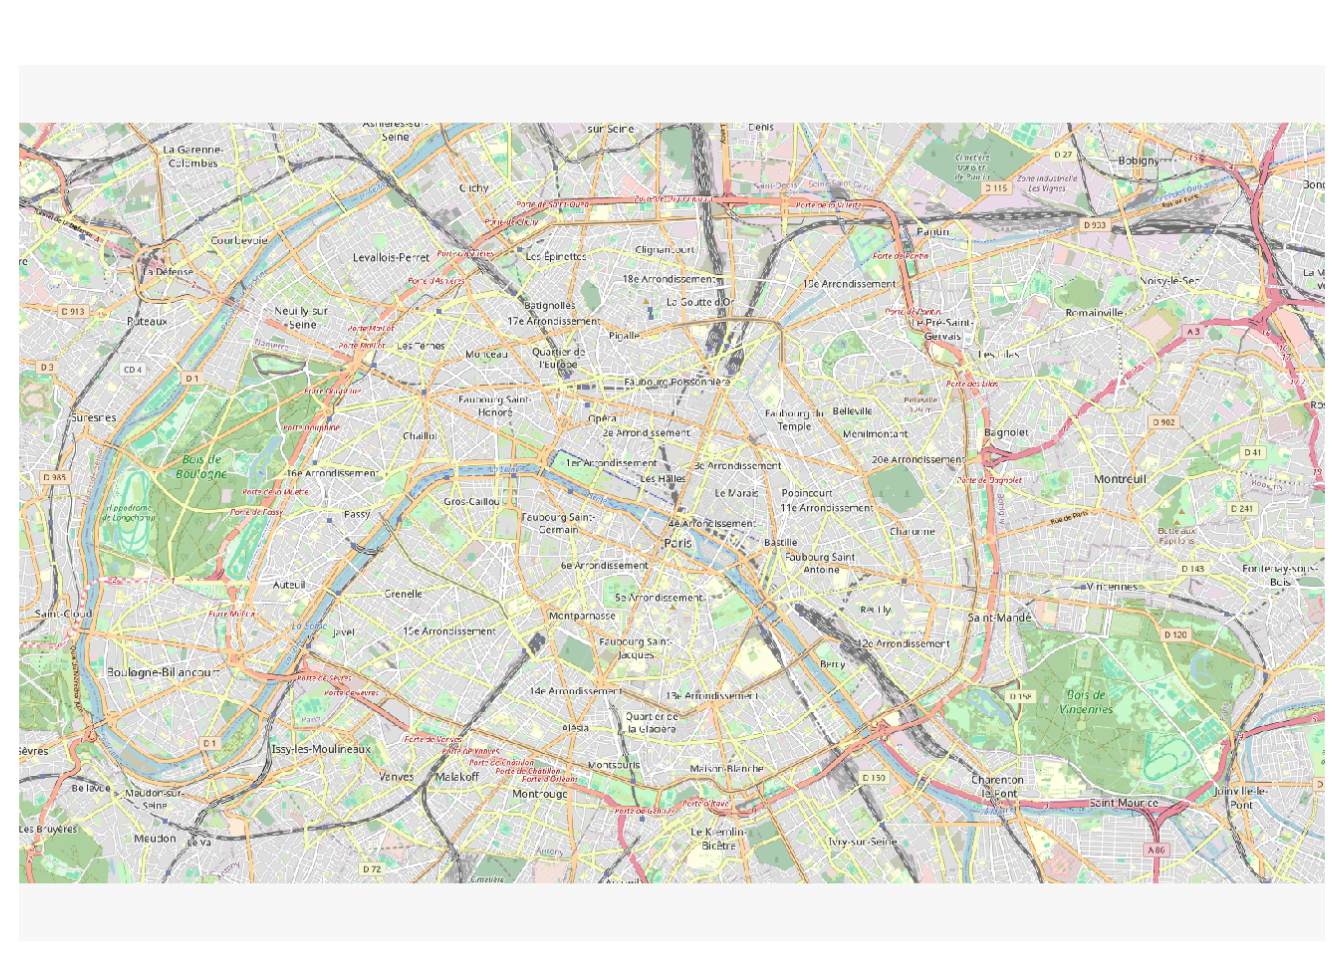 sur Seine
Denis
Seine
La Garenne-
Colombes
D 27
Bobigny
Clichy
D 115
Zone Industrielle
Les Vignes
Porte de Saint-Ouen
Porte de la Villette
Porte de Clichy
D 933
Pantin
Courbevoie
Clignancourt
Levallois-Perret
Les Épinettes
Porte de Pantin
La Défense
Porte d'Asnières
18e Arrondissement
19e Arrondissement
Noisy-le-Sec
Batignolles
La Goutte d'Or
D 913
Neuilly-sur
Seine
Puteaux
17e Arrondissement
Romainville
Le Pré-Saint-
Gervais
A 3
Porte Maillot
Pigalle
Porte Maillot
Les Ternes
Monceau
Quartier de
l'Europe
Les Lilas
D 3
CD 4
D 1
Faubourg Poissonnière
Porte des Lilas
Porte Dauphine
Faubourg Saint-
Honoré
Belleville
Suresnes
Opéra
Faubourg du
Temple
D 902
Porte Dauphine
Chaillot
2e Arrondissement
Ménilmontant
Bagnolet
D 41
Bois de
Boulogne
1er Arrondissement
3e Arrondissement
20e Arrondissement
D 985
16e Arrondissement
Les Halles
Porte de Bagnolet
Montreuil
Porte de la Muette
Gros-Caillou
Le Marais
Popincourt
11e Arrondissement
Hippodrome
de Longchamp
Porte de Passy
Passy
Faubourg Saint-
Germain
4e Arrondissement
Rue de Paris
D 241
Charonne
Paris
Bastille
Faubourg Saint
Antoine
6e Arrondissement
D 143
Fontenay-sous-
Bois
Auteuil
Vincennes
Grenelle
5e Arrondissement
Saint-Cloud
Montparnasse
Reuilly
Saint-Mandé
La Seine
Javel
15e Arrondissement
D 120
Faubourg Saint-
Jacques
12e Arrondissement
Bercy
Boulogne-Billancourt
Porte de Sèvres
14e Arrondissement
13e Arrondissement
D 158
Bois de
Vincennes
Quartier de
la Glacière
Alésia
D 1
Sèvres
Issy-les-Moulineaux
Porte de Vanves
Porte de Châtillon
Porte d'Orléans
Montsouris
Maison-Blanche
Vanves
Malakoff
D 150
Charenton
le-Pont
Bellevue
Meudon-sur-
Seine
Montrouge
Joinville-le-
Pont
Saint Maurice
Les Bruyères
Meudon
Le Kremlin-
Bicêtre
Ivry-sur-Seine
A 86
D 72